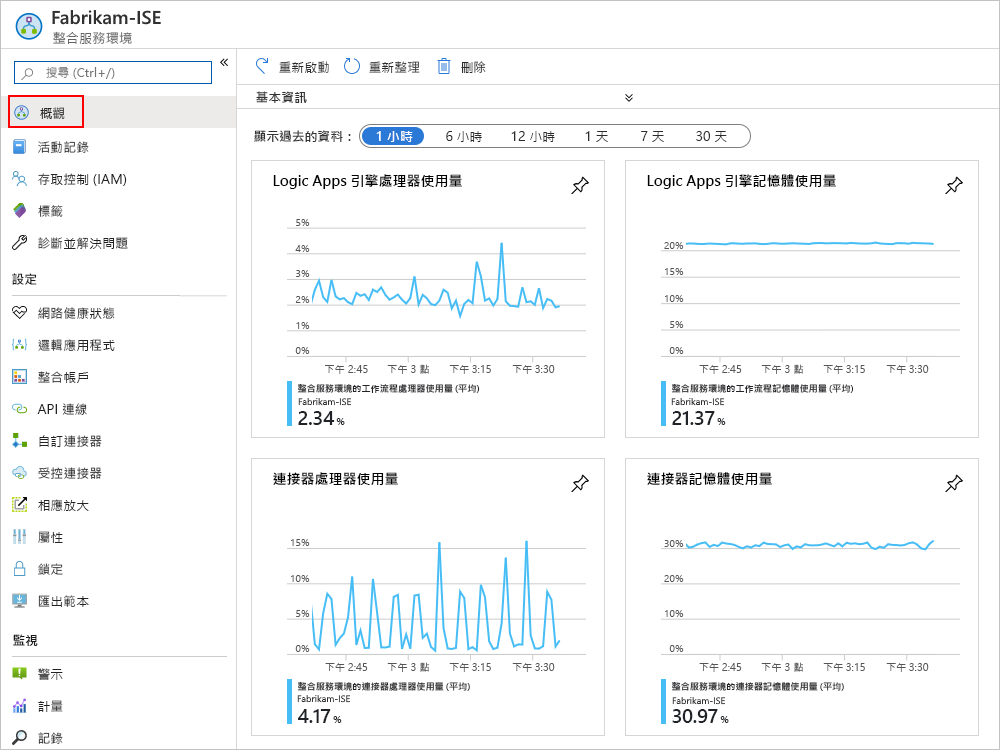 Fabrikam-ISE
整合服務環境
搜尋 (Ctrl+/)
«
概觀
活動記錄
存取控制 (IAM)
標籤
診斷並解決問題
設定
網路健康狀態
邏輯應用程式
整合帳戶
API 連線
自訂連接器
受控連接器
相應放大
屬性
鎖定
匯出範本
監視
警示
計量
記錄
重新啟動 重新整理 刪除
基本資訊
顯示過去的資料： 1 小時 6 小時 12 小時 1 天 7 天 30 天
Logic Apps 引擎處理器使用量
5%
4%
3%
2%
1%
0%
下午 2:45 下午 3 點 下午 3:15 下午 3:30
整合服務環境的工作流程處理器使用量 (平均)
Fabrikam-ISE
2.34 %
Logic Apps 引擎記憶體使用量
20%
15%
10%
5%
0%
下午 2:45 下午 3 點 下午 3:15 下午 3:30
整合服務環境的工作流程記憶體使用量 (平均)
Fabrikam-ISE
21.37 %
連接器處理器使用量
15%
10%
5%
0%
下午 2:45 下午 3 點 下午 3:15 下午 3:30
整合服務環境的連接器處理器使用量 (平均)
Fabrikam-ISE
4.17 %
連接器記憶體使用量
30%
20%
10%
0%
下午 2:45 下午 3 點 下午 3:15 下午 3:30
整合服務環境的連接器記憶體使用量 (平均)
Fabrikam-ISE
30.97 %